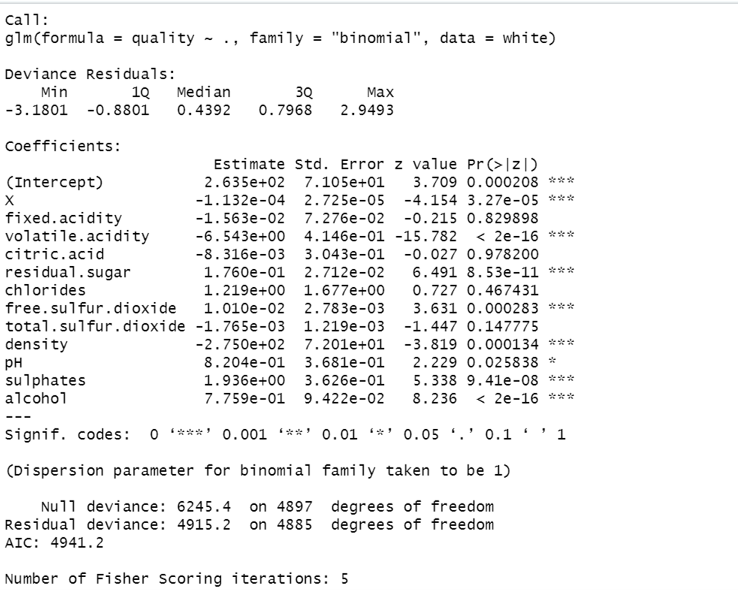 Call:
glm(formula = quality ~ ., family = "binomial", data = white)
Deviance Residuals:
    Min       1Q   Median       3Q      Max
-3.1801  -0.8801   0.4392   0.7968   2.9493
Coefficients:
                       Estimate Std. Error z value Pr(>|z|)
(Intercept)           2.635e+02  7.105e+01   3.709 0.000208 ***
X                    -1.132e-04  2.725e-05  -4.154 3.27e-05 ***
fixed.acidity        -1.563e-02  7.276e-02  -0.215 0.829898
volatile.acidity     -6.543e+00  4.146e-01 -15.782  < 2e-16 ***
citric.acid          -8.316e-03  3.043e-01  -0.027 0.978200
residual.sugar        1.760e-01  2.712e-02   6.491 8.53e-11 ***
chlorides             1.219e+00  1.677e+00   0.727 0.467431
free.sulfur.dioxide   1.010e-02  2.783e-03   3.631 0.000283 ***
total.sulfur.dioxide -1.765e-03  1.219e-03  -1.447 0.147775
density              -2.750e+02  7.201e+01  -3.819 0.000134 ***
pH                    8.204e-01  3.681e-01   2.229 0.025838 *
sulphates             1.936e+00  3.626e-01   5.338 9.41e-08 ***
alcohol               7.759e-01  9.422e-02   8.236  < 2e-16 ***
---
Signif. codes:  0 ‘***’ 0.001 ‘**’ 0.01 ‘*’ 0.05 ‘.’ 0.1 ‘ ’ 1
(Dispersion parameter for binomial family taken to be 1)
    Null deviance: 6245.4  on 4897  degrees of freedom
Residual deviance: 4915.2  on 4885  degrees of freedom
AIC: 4941.2
Number of Fisher Scoring iterations: 5